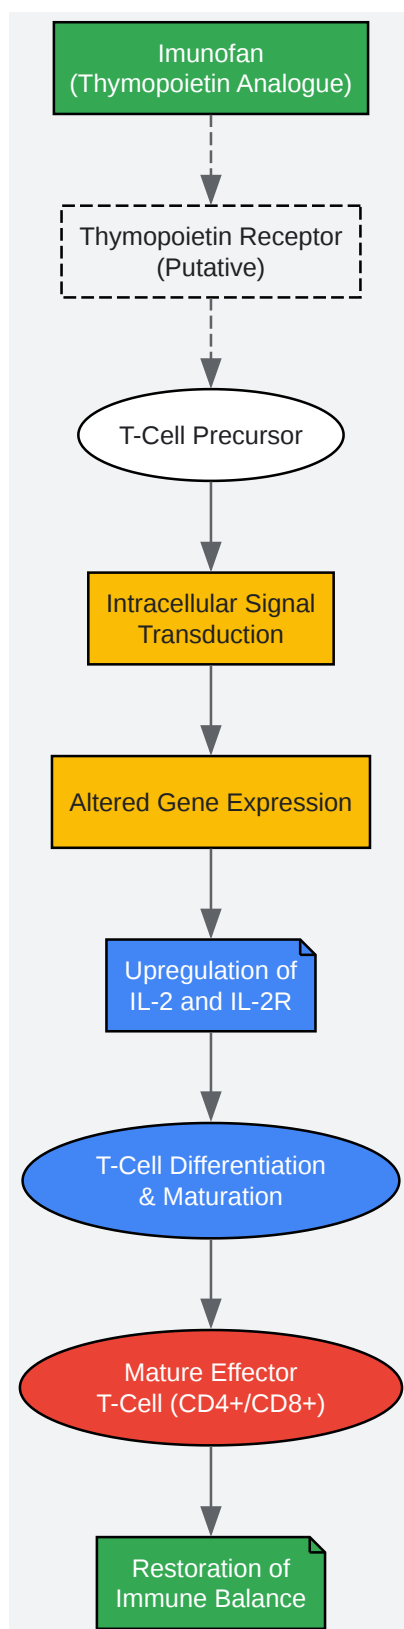 Imunofan
(Thymopoietin Analogue)
Thymopoietin Receptor
(Putative)
T-Cell Precursor
Intracellular Signal
Transduction
Altered Gene Expression
Upregulation of
IL-2 and IL-2R
T-Cell Differentiation
& Maturation
Mature Effector
T-Cell (CD4+/CD8+)
Restoration of
Immune Balance